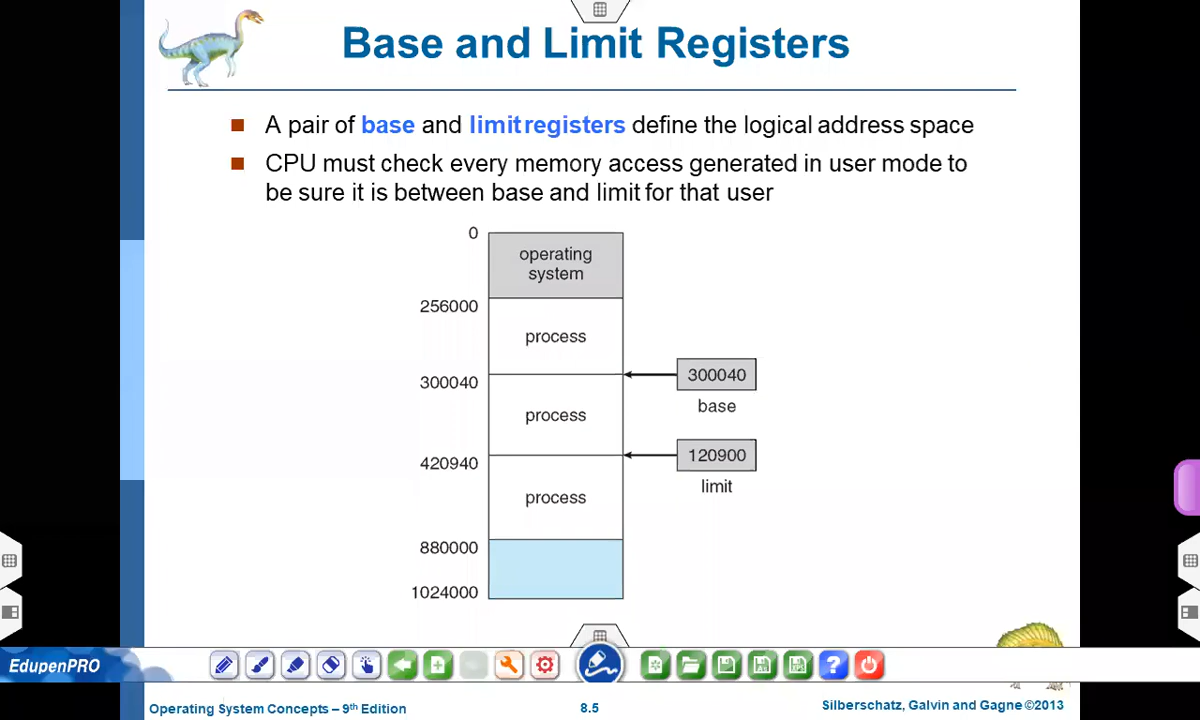 Base and Limit Registers
A pair of base and limit registers define the logical address space
CPU must check every memory access generated in user mode to
be sure it is between base and limit for that user
0
operating
system
256000
process
300040
300040
base
process
420940
120900
limit
process
880000
1024000
EdupenPRO
Operating System Concepts – 9th Edition
8.5
Silberschatz, Galvin and Gagne ©2013